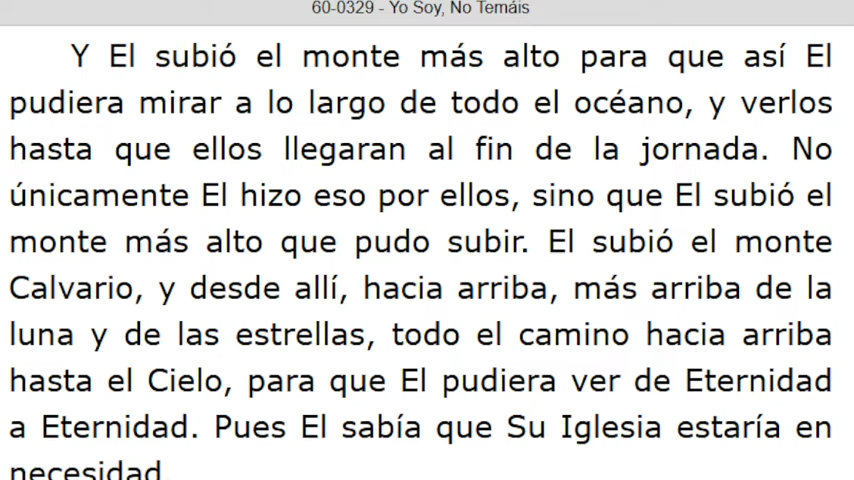 60-0329 - Yo Soy, No Temáis
Y El subió el monte más alto para que así El
pudiera mirar a lo largo de todo el océano, y verlos
hasta que ellos llegaran al fin de la jornada. No
únicamente El hizo eso por ellos, sino que El subió el
monte más alto que pudo subir. El subió el monte
Calvario, y desde allí, hacia arriba, más arriba de la
luna y de las estrellas, todo el camino hacia arriba
hasta el Cielo, para que El pudiera ver de Eternidad
a Eternidad. Pues El sabía que Su Iglesia estaría en
necesidad